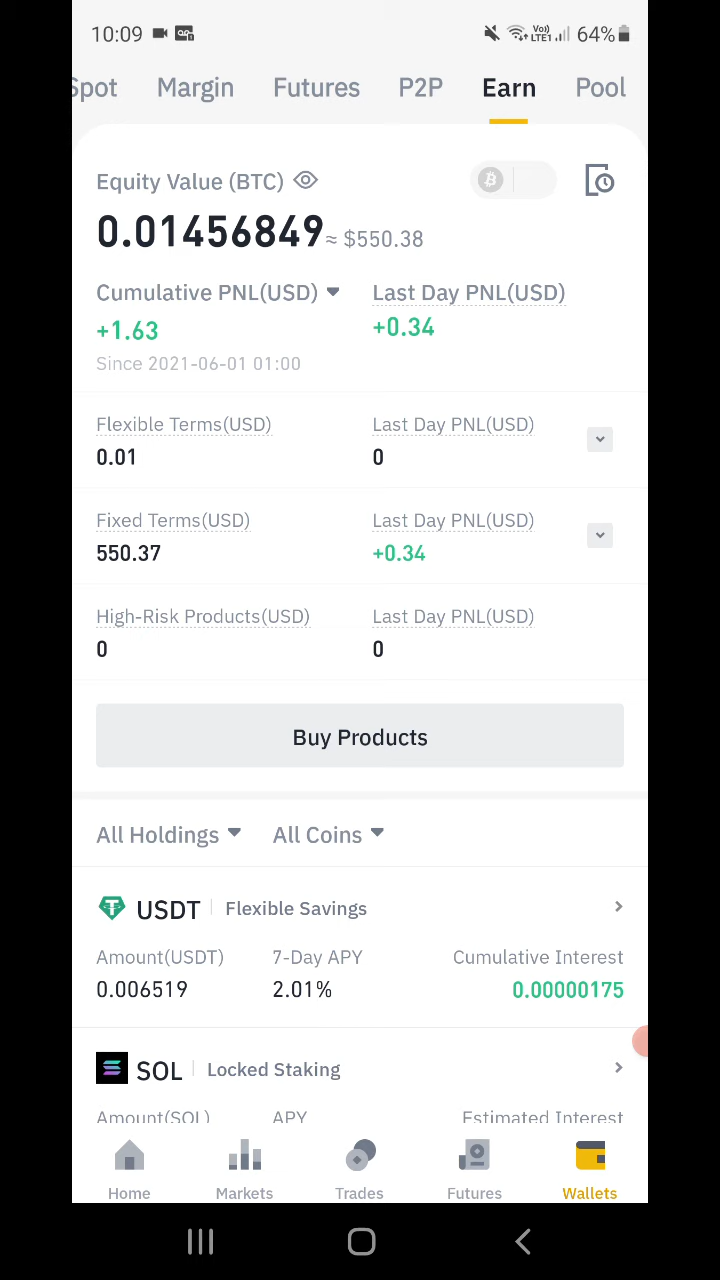 10:09 Vo)) LTE1 64%
Spot Margin Futures P2P Earn Pool
Equity Value (BTC)
0.01456849 ≈ $550.38
Cumulative PNL(USD) Last Day PNL(USD)
+1.63 +0.34
Since 2021-06-01 01:00
Flexible Terms(USD) Last Day PNL(USD)
0.01 0
Fixed Terms(USD) Last Day PNL(USD)
550.37 +0.34
High-Risk Products(USD) Last Day PNL(USD)
0 0
Buy Products
All Holdings All Coins
USDT Flexible Savings
Amount(USDT) 7-Day APY Cumulative Interest
0.006519 2.01% 0.00000175
SOL Locked Staking
Amount(SOL) APY Estimated Interest
Home Markets Trades Futures Wallets